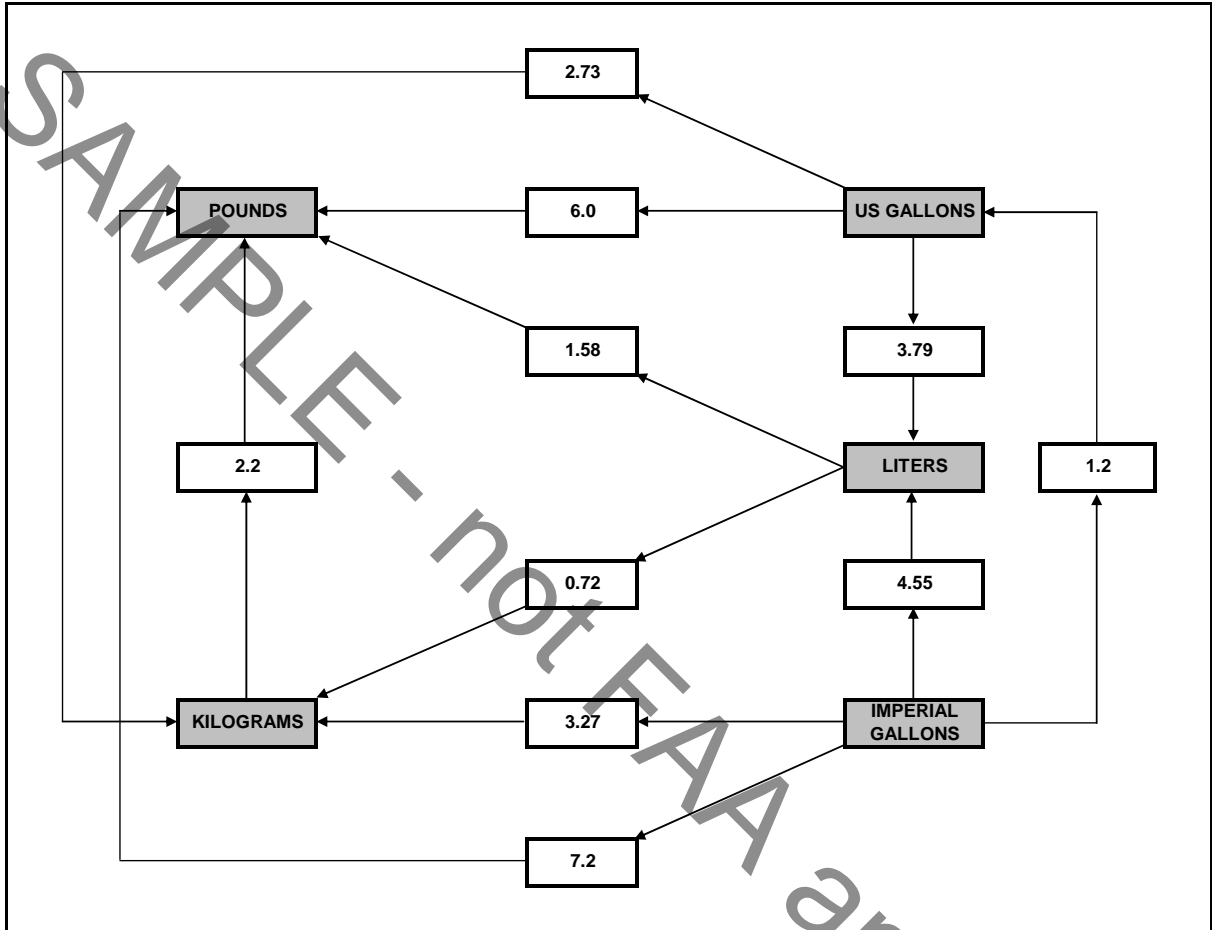 2.73
POUNDS
6.0
US GALLONS
1.58
3.79
2.2
LITERS
1.2
0.72
4.55
KILOGRAMS
3.27
IMPERIAL
GALLONS
7.2
SAMPLE - not FAA